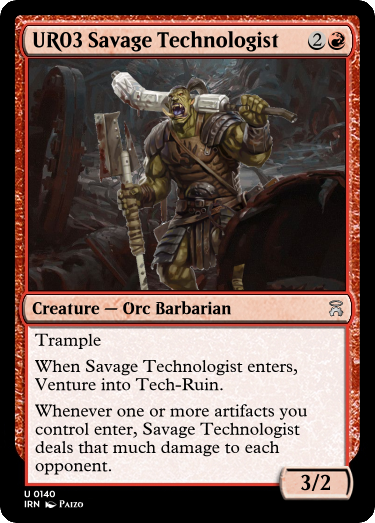 UR03 Savage Technologist 2
Creature — Orc Barbarian
Trample
When Savage Technologist enters,
Venture into Tech-Ruin.
Whenever one or more artifacts you
control enter, Savage Technologist
deals that much damage to each
opponent.
3/2
U 0140
IRN Paizo